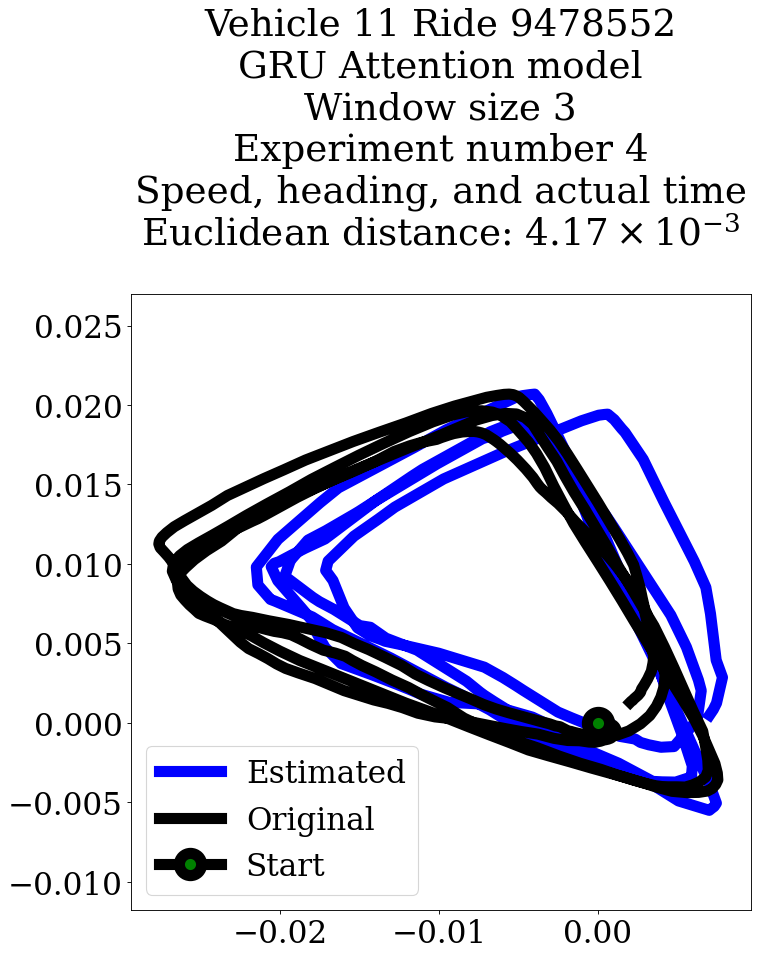 Vehicle 11 Ride 9478552
GRU Attention model
Window size 3
Experiment number 4
Speed, heading, and actual time
Euclidean distance: 4.17 × 10⁻³
0.025
0.020
0.015
0.010
0.005
0.000
−0.005
−0.010
Estimated
Original
Start
−0.02 −0.01 0.00